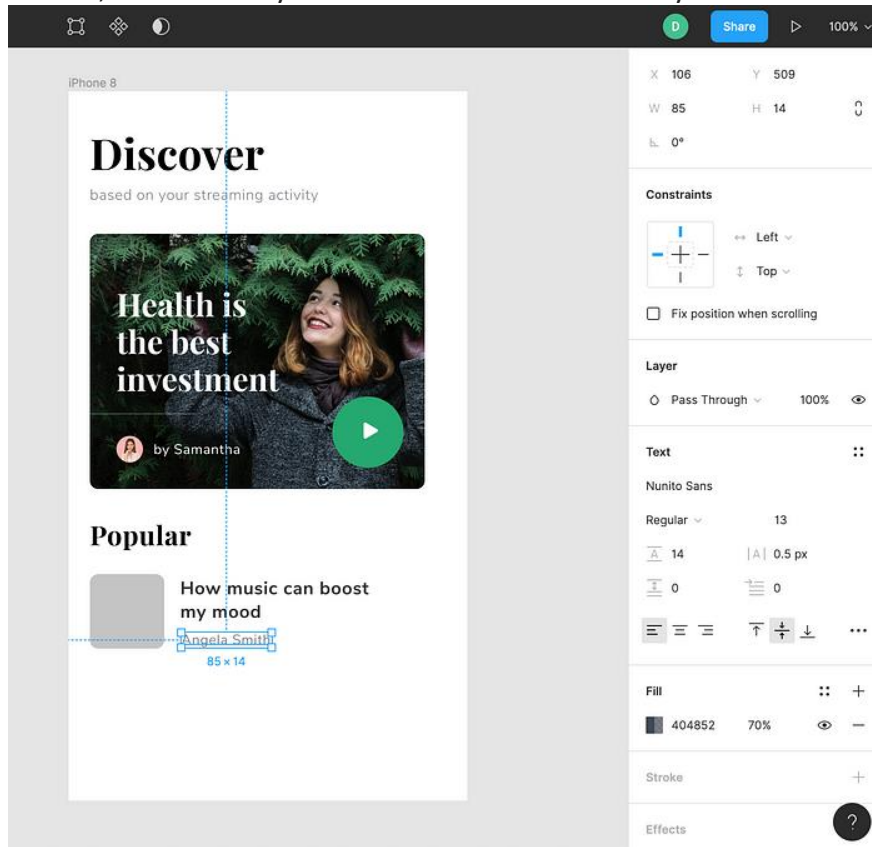 D Share 100%
iPhone 8
Discover
based on your streaming activity
Health is
the best
investment
by Samantha
Popular
How music can boost
my mood
Angela Smith
85 × 14
X 106 Y 509
W 85 H 14
0°
Constraints
Left
Top
Fix position when scrolling
Layer
Pass Through 100%
Text
Nunito Sans
Regular 13
A 14 |A| 0.5 px
0 0
Fill
404852 70%
Stroke
Effects
?